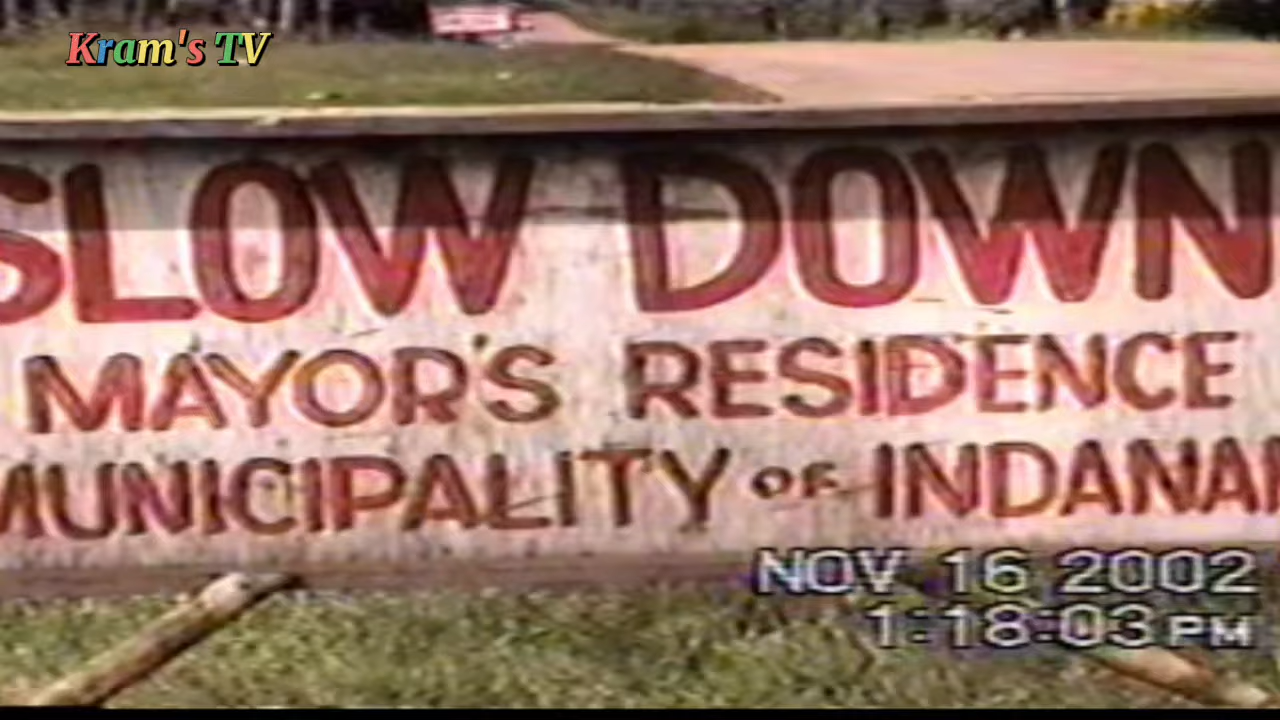 Kram's TV
SLOW DOWN
MAYOR'S RESIDENCE
MUNICIPALITY OF INDANAN
NOV 16 2002
1:18:03 PM